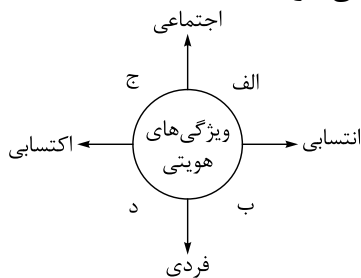 اجتماعی
ج
الف
ویژگی‌های
هویتی
انتسابی
اکتسابی
د
ب
فردی